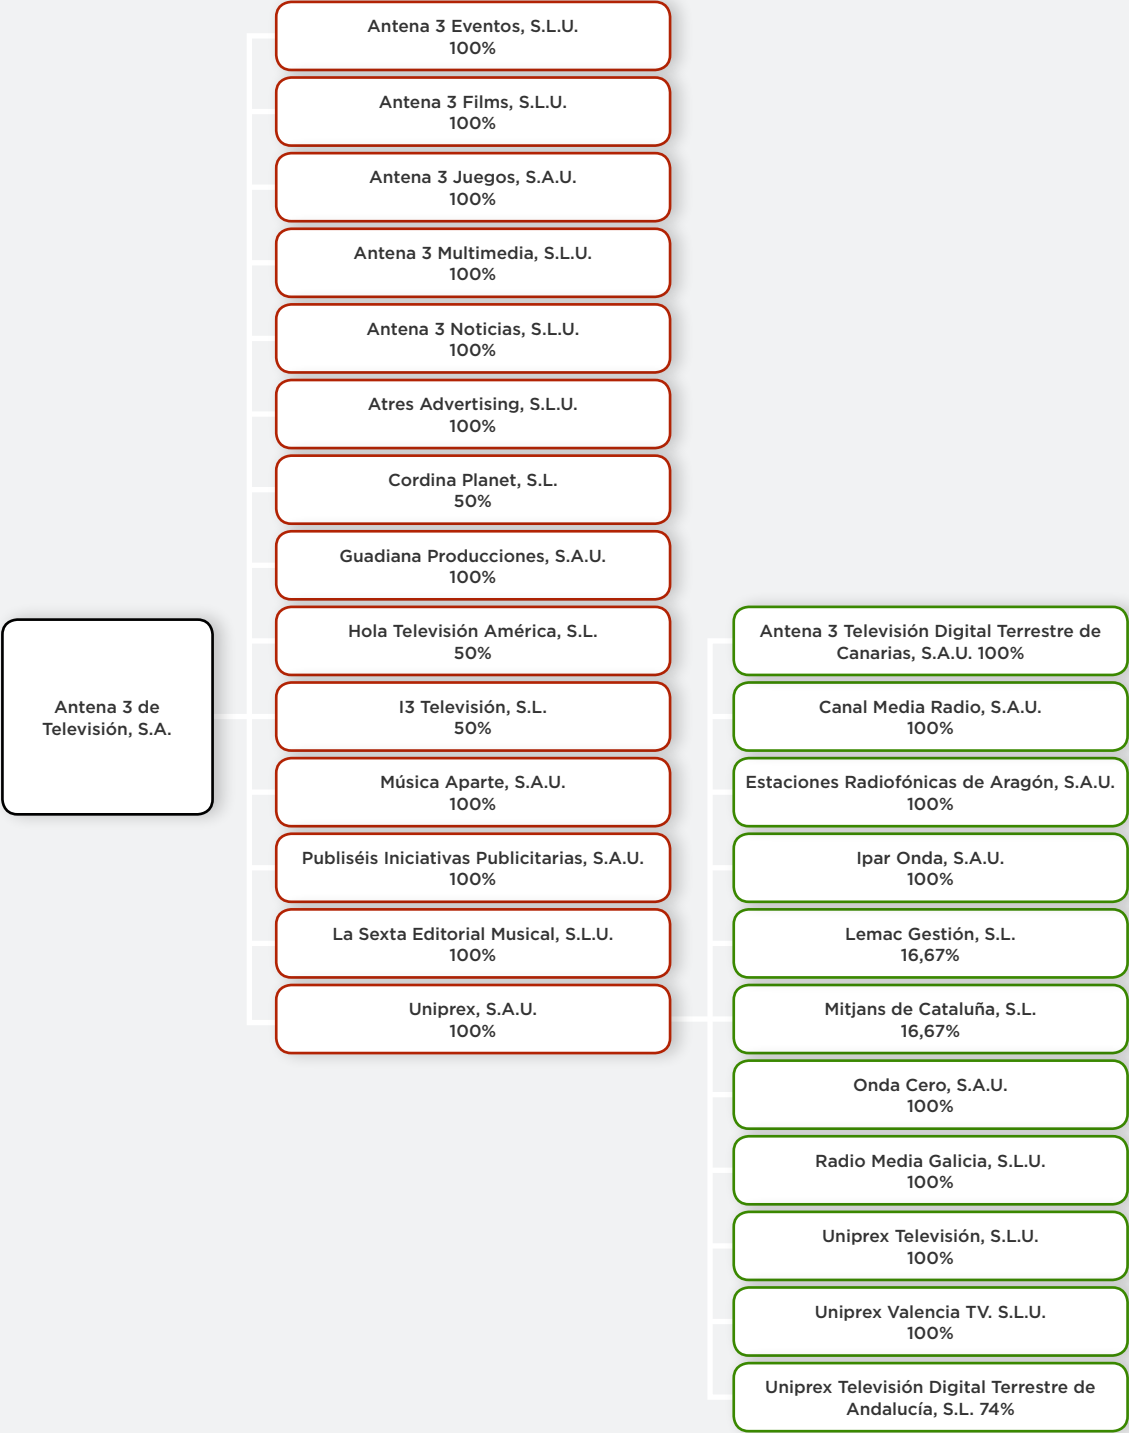 Antena 3 de
Televisión, S.A.
Antena 3 Eventos, S.L.U.
100%
Antena 3 Films, S.L.U.
100%
Antena 3 Juegos, S.A.U.
100%
Antena 3 Multimedia, S.L.U.
100%
Antena 3 Noticias, S.L.U.
100%
Atres Advertising, S.L.U.
100%
Cordina Planet, S.L.
50%
Guadiana Producciones, S.A.U.
100%
Hola Televisión América, S.L.
50%
I3 Televisión, S.L.
50%
Música Aparte, S.A.U.
100%
Publiséis Iniciativas Publicitarias, S.A.U.
100%
La Sexta Editorial Musical, S.L.U.
100%
Uniprex, S.A.U.
100%
Antena 3 Televisión Digital Terrestre de
Canarias, S.A.U. 100%
Canal Media Radio, S.A.U.
100%
Estaciones Radiofónicas de Aragón, S.A.U.
100%
Ipar Onda, S.A.U.
100%
Lemac Gestión, S.L.
16,67%
Mitjans de Cataluña, S.L.
16,67%
Onda Cero, S.A.U.
100%
Radio Media Galicia, S.L.U.
100%
Uniprex Televisión, S.L.U.
100%
Uniprex Valencia TV. S.L.U.
100%
Uniprex Televisión Digital Terrestre de
Andalucía, S.L. 74%